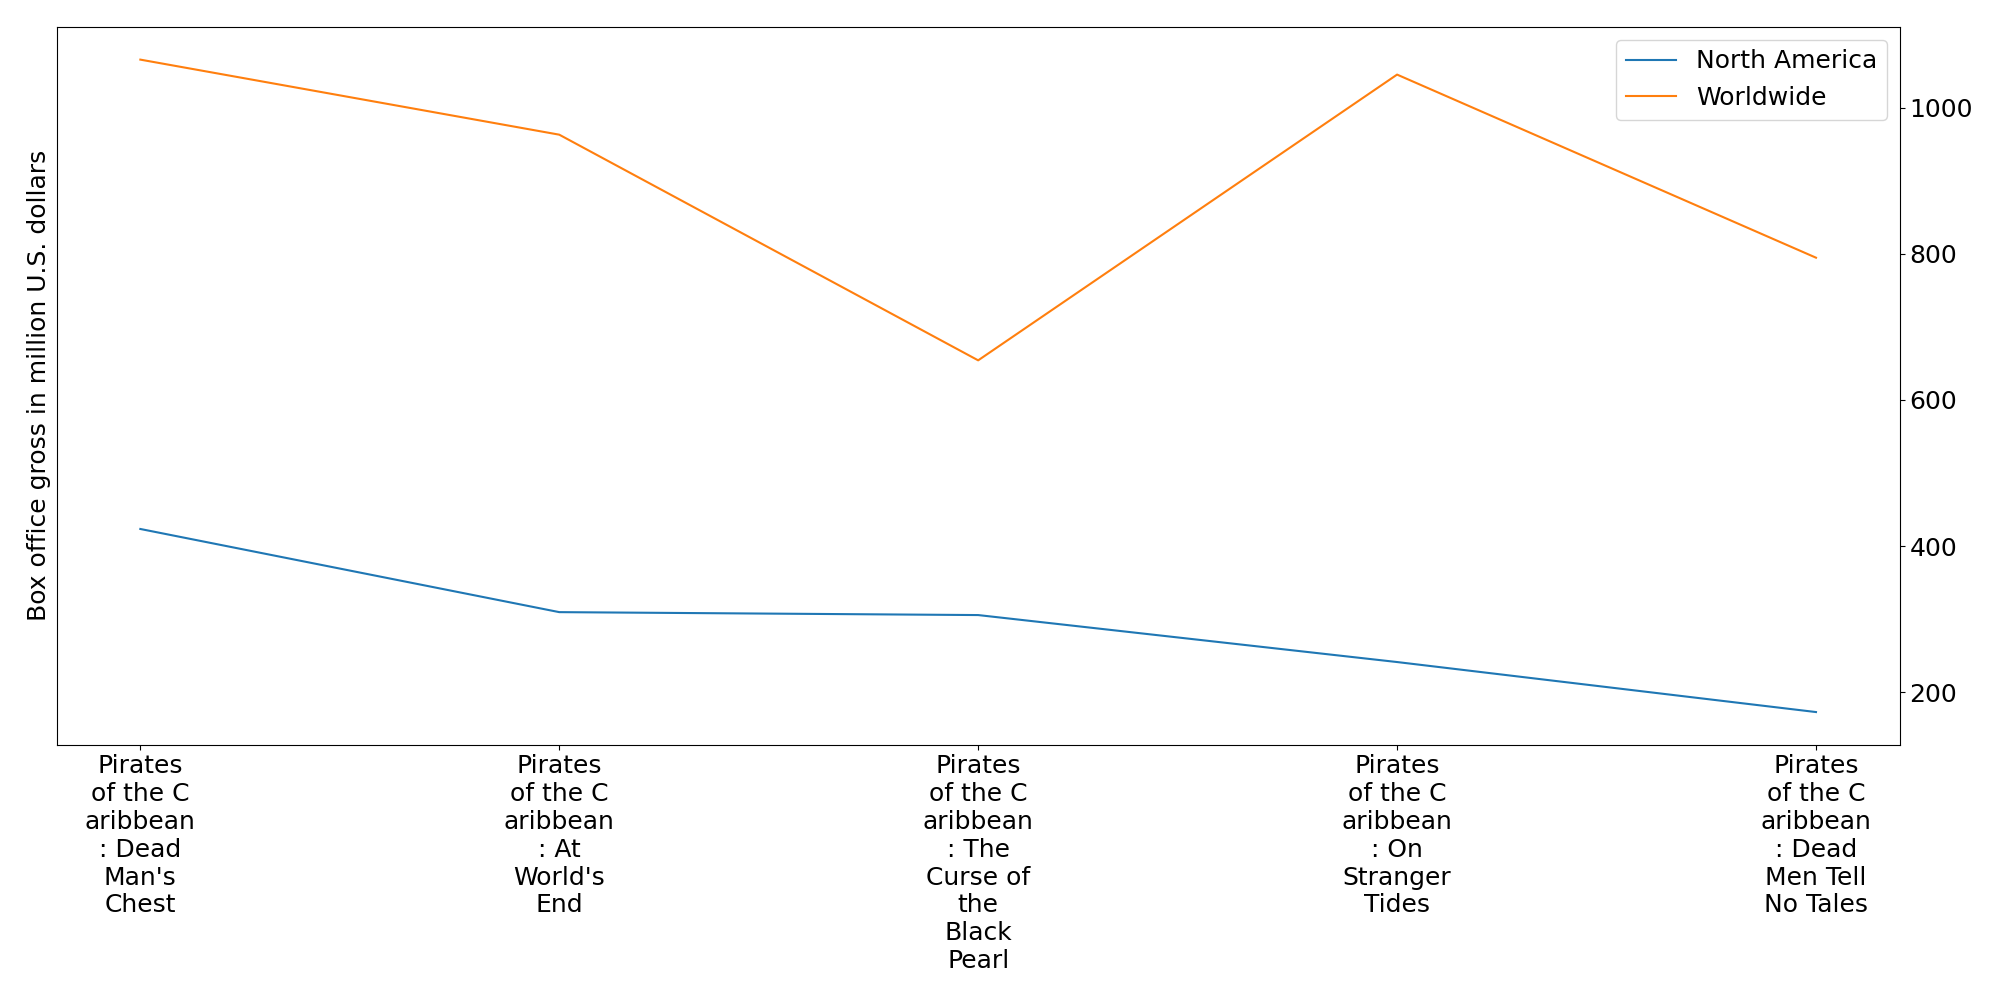 Box office gross in million U.S. dollars
North America
Worldwide
1000
800
600
400
200
Pirates
of the C
aribbean
: Dead
Man's
Chest
Pirates
of the C
aribbean
: At
World's
End
Pirates
of the C
aribbean
: The
Curse of
the
Black
Pearl
Pirates
of the C
aribbean
: On
Stranger
Tides
Pirates
of the C
aribbean
: Dead
Men Tell
No Tales